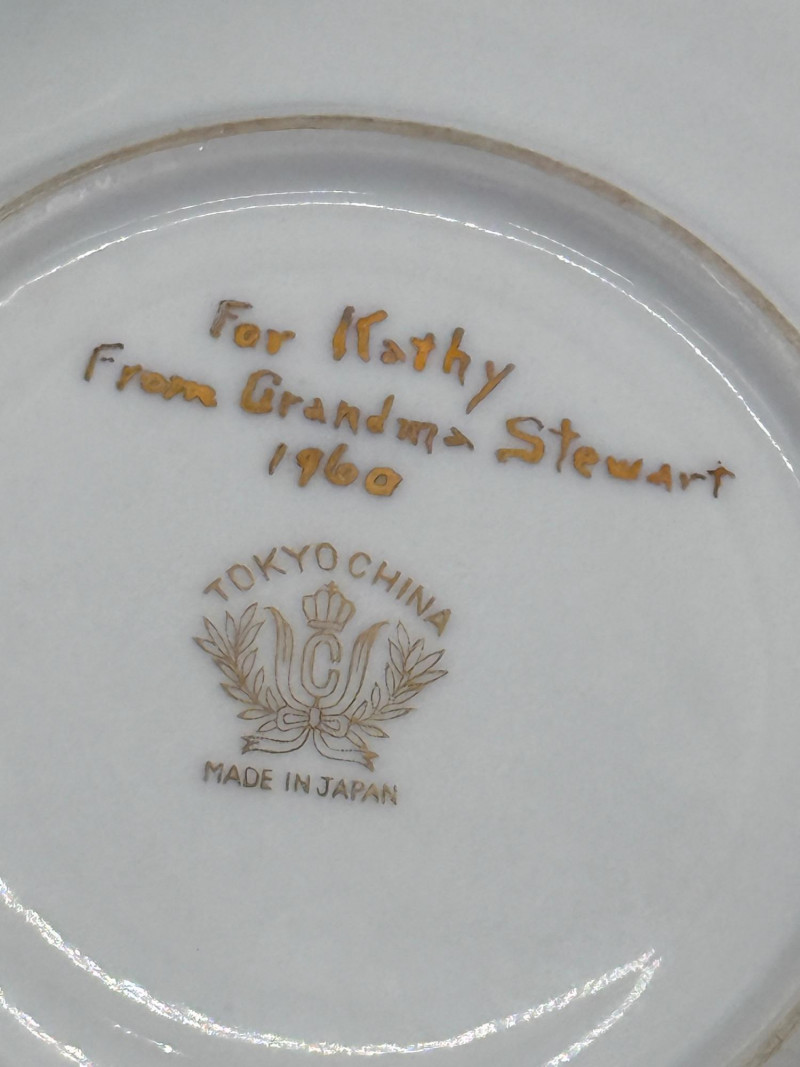 For Kathy
From Grandma Stewart
1960
TOKYO CHINA
C
MADE IN JAPAN